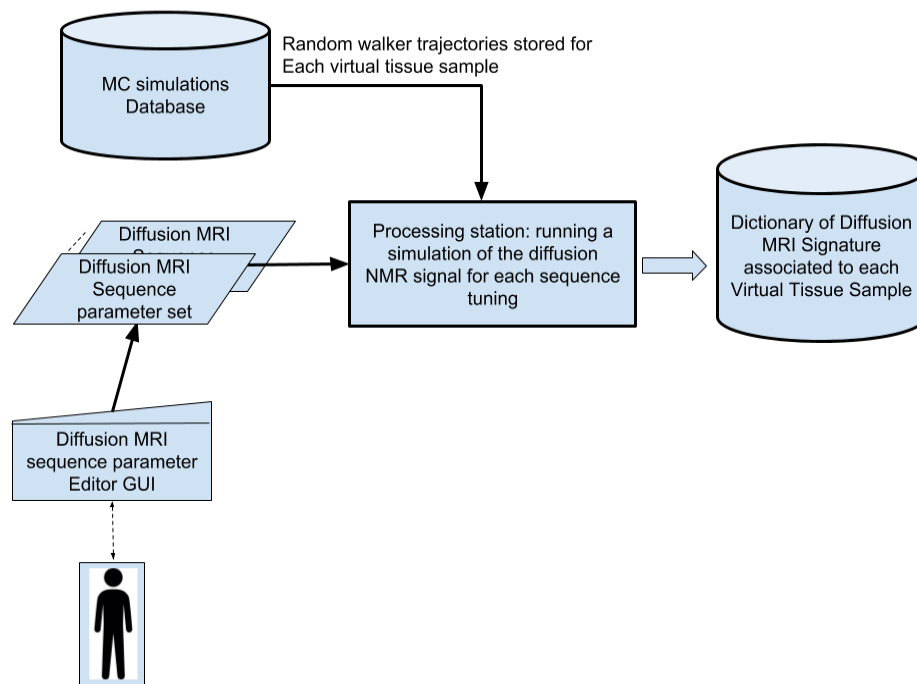 Random walker trajectories stored for
Each virtual tissue sample
MC simulations
Database
Diffusion MRI
Sequence
Diffusion MRI
Sequence
parameter set
Processing station: running a
simulation of the diffusion
NMR signal for each sequence
tuning
Dictionary of Diffusion
MRI Signature
associated to each
Virtual Tissue Sample
Diffusion MRI
sequence parameter
Editor GUI